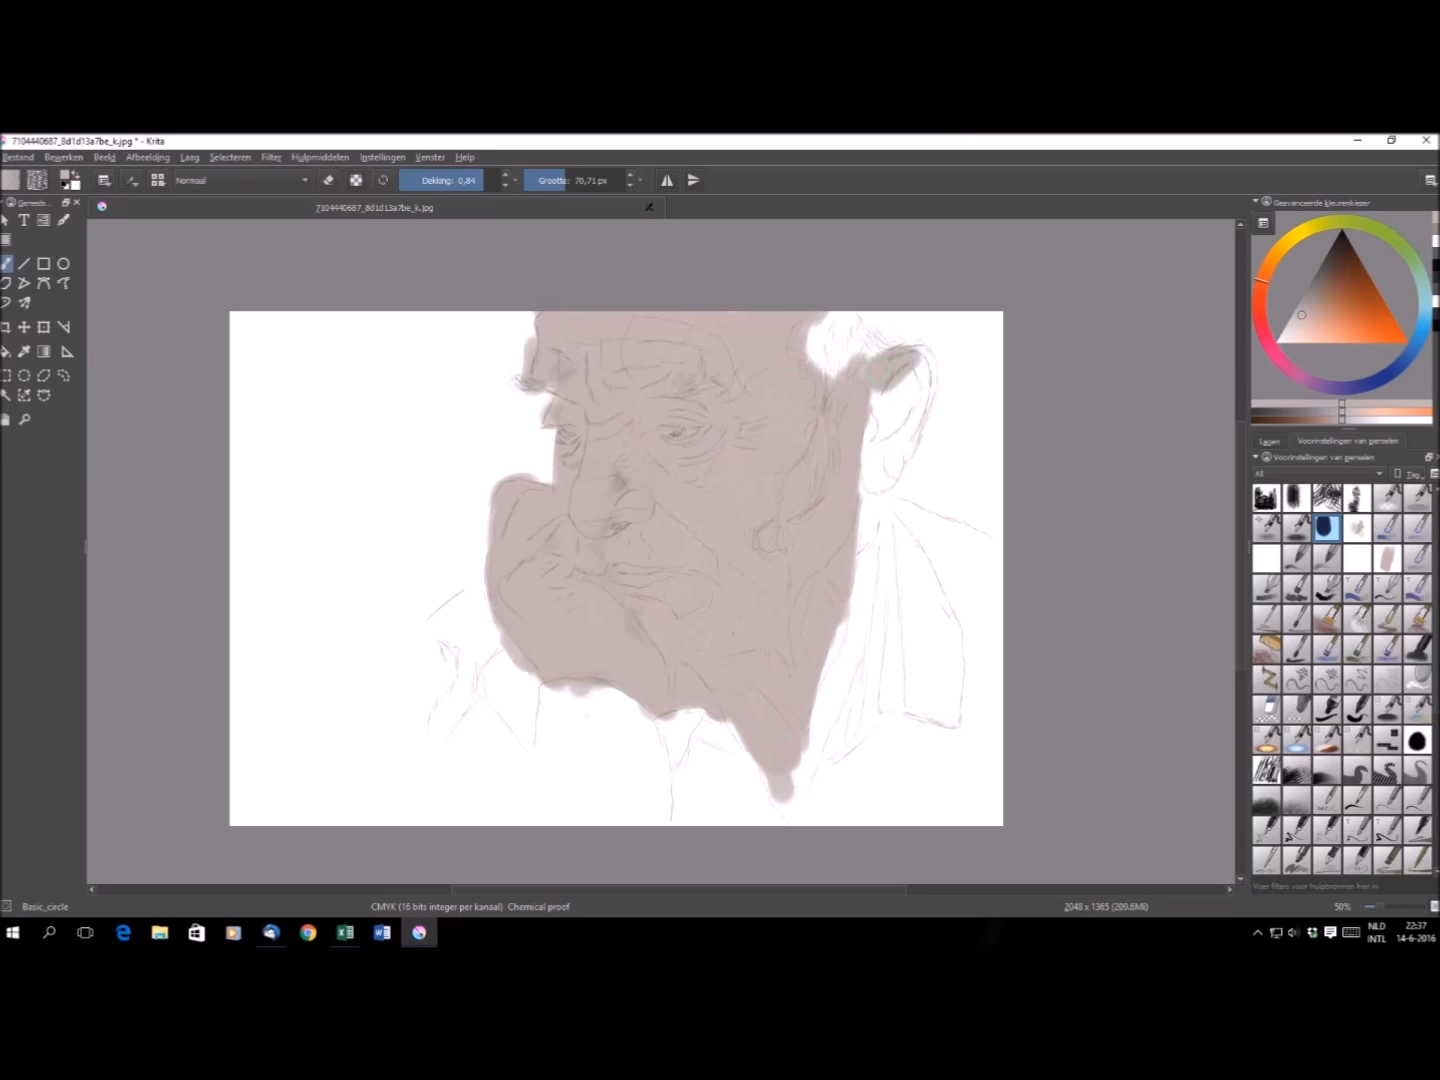 7104440687_8d1d13a7be_k.jpg * - Krita
Bestand Bewerken Beeld Afbeelding Laag Selecteren Filter Hulpmiddelen Instellingen Venster Help
Normaal Dekking: 0,84 Grootte: 70,71 px
Gereeds...
7104440687_8d1d13a7be_k.jpg
Geavanceerde kleurenkiezer
Lagen Voorinstellingen van penselen
Voorinstellingen van penselen
All Tag
Voer filters voor hulpbronnen hier in
Basic_circle CMYK (16 bits integer per kanaal) Chemical proof 2048 x 1365 (209.6Mb) 50%
NLD 22:37
INTL 14-6-2016